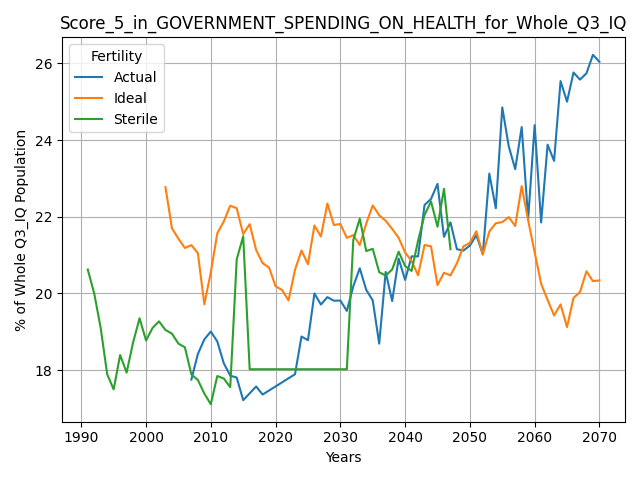 Score_5_in_GOVERNMENT_SPENDING_ON_HEALTH_for_Whole_Q3_IQ
Fertility
Actual
Ideal
Sterile
% of Whole Q3_IQ Population
26
24
22
20
18
1990 2000 2010 2020 2030 2040 2050 2060 2070
Years